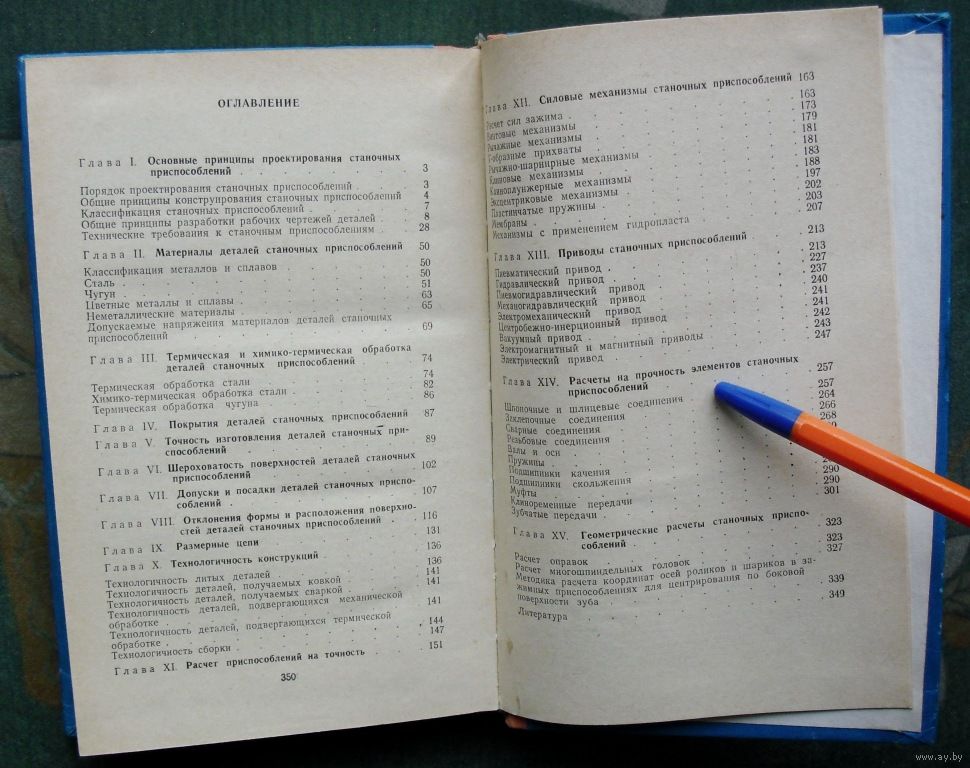 ОГЛАВЛЕНИЕ
Глава I. Основные принципы проектирования станочных
приспособлений . . . 3
Порядок проектирования станочных приспособлений . 3
Общие принципы конструирования станочных приспособлений 4
Классификация станочных приспособлений . . . 7
Общие принципы разработки рабочих чертежей деталей . 8
Технические требования к станочным приспособлениям . 28
Глава II. Материалы деталей станочных приспособлений 50
Классификация металлов и сплавов . . . 50
Сталь . . . 50
Чугун . . . 51
Цветные металлы и сплавы . . . 63
Неметаллические материалы . . . 65
Допускаемые напряжения материалов деталей станочных
приспособлений . . . 69
Глава III. Термическая и химико-термическая обработка
деталей станочных приспособлений . . . 74
Термическая обработка стали . . . 74
Химико-термическая обработка стали . . . 82
Термическая обработка чугуна . . . 86
Глава IV. Покрытия деталей станочных приспособлений 87
Глава V. Точность изготовления деталей станочных при-
способлений . . . 89
Глава VI. Шероховатость поверхностей деталей станочных
приспособлений . . . 102
Глава VII. Допуски и посадки деталей станочных приспо-
соблений . . . 107
Глава VIII. Отклонения формы и расположения поверхно-
стей деталей станочных приспособлений . . . 116
Глава IX. Размерные цепи . . . 131
Глава X. Технологичность конструкций . . . 136
Технологичность литых деталей . . . 136
Технологичность деталей, получаемых ковкой . . . 141
Технологичность деталей, получаемых сваркой . . . 141
Технологичность деталей, подвергающихся механической
обработке . . . 141
Технологичность деталей, подвергающихся термической
обработке . . . 144
Технологичность сборки . . . 147
Глава XI. Расчет приспособлений на точность . . . 151
350
Глава XII. Силовые механизмы станочных приспособлений 163
Расчет сил зажима . . . 163
Винтовые механизмы . . . 173
Рычажные механизмы . . . 179
Г-образные прихваты . . . 181
Рычажно-шарнирные механизмы . . . 181
Клиновые механизмы . . . 183
Клиноплунжерные механизмы . . . 188
Эксцентриковые механизмы . . . 197
Пластинчатые пружины . . . 202
Мембраны . . . 203
Механизмы с применением гидропласта . . . 207
Глава XIII. Приводы станочных приспособлений . . . 213
Пневматический привод . . . 213
Гидравлический привод . . . 227
Пневмогидравлический привод . . . 237
Механогидравлический привод . . . 240
Электромеханический привод . . . 241
Центробежно-инерционный привод . . . 241
Вакуумный привод . . . 242
Электромагнитный и магнитный приводы . . . 243
Электрический привод . . . 247
Глава XIV. Расчеты на прочность элементов станочных
приспособлений . . . 257
Шпоночные и шлицевые соединения . . . 257
Заклепочные соединения . . . 264
Сварные соединения . . . 266
Резьбовые соединения . . . 268
Валы и оси . . .
Пружины . . .
Подшипники качения . . .
Подшипники скольжения . . .
Муфты . . . 290
Клиноременные передачи . . . 290
Зубчатые передачи . . . 301
Глава XV. Геометрические расчеты станочных приспо-
соблений . . . 323
Расчет оправок . . . 323
Расчет многошпиндельных головок . . . 327
Методика расчета координат осей роликов и шариков в за-
жимных приспособлениях для центрирования по боковой
поверхности зуба . . . 339
Литература . . . 349
www.ay.by